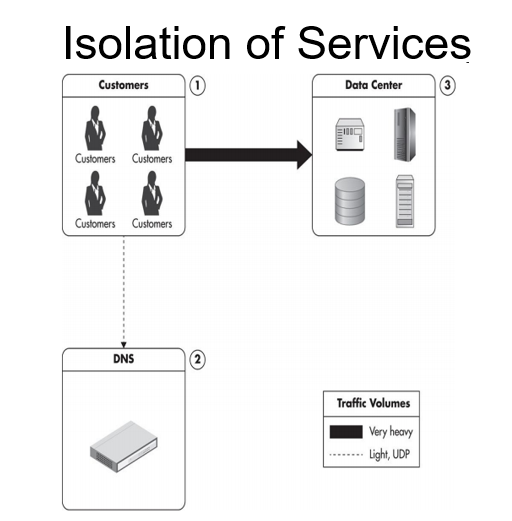 Isolation of Services
Customers
1
Data Center
3
Customers
Customers
Customers
Customers
DNS
2
Traffic Volumes
Very heavy
Light, UDP